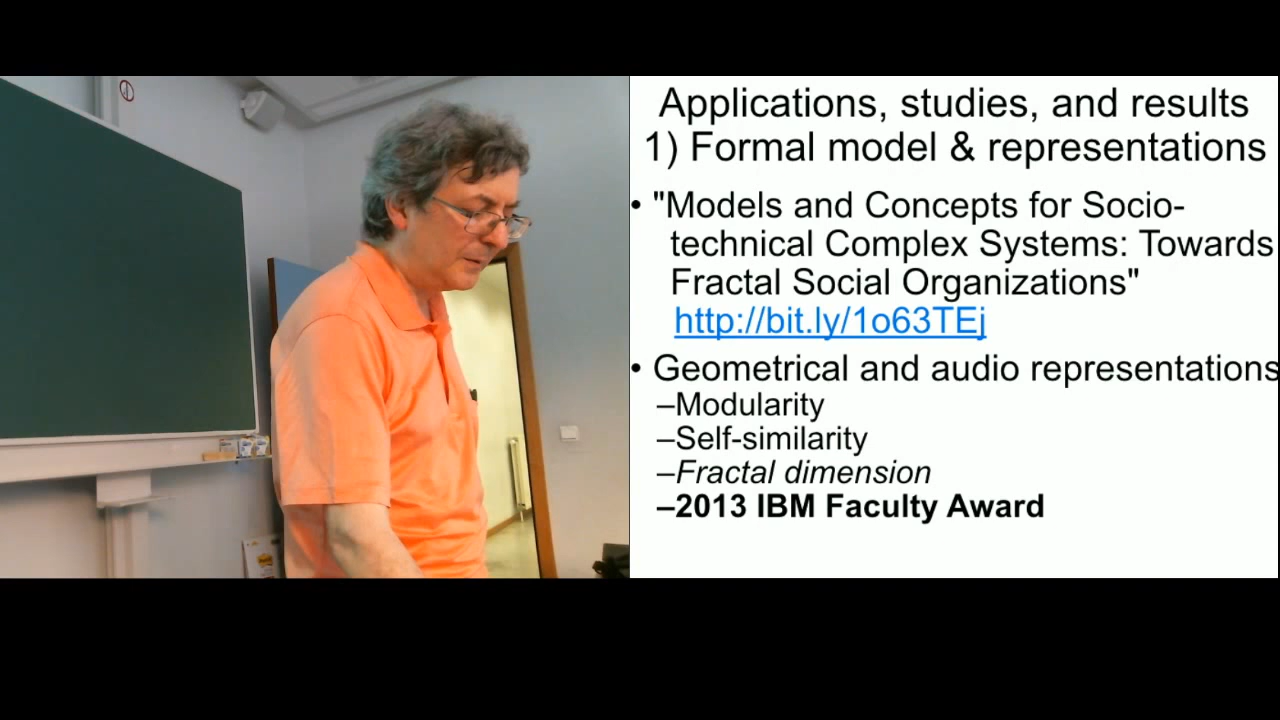 Applications, studies, and results
1) Formal model & representations
• "Models and Concepts for Socio-
technical Complex Systems: Towards
Fractal Social Organizations"
http://bit.ly/1o63TEj
• Geometrical and audio representations
–Modularity
–Self-similarity
–Fractal dimension
–2013 IBM Faculty Award